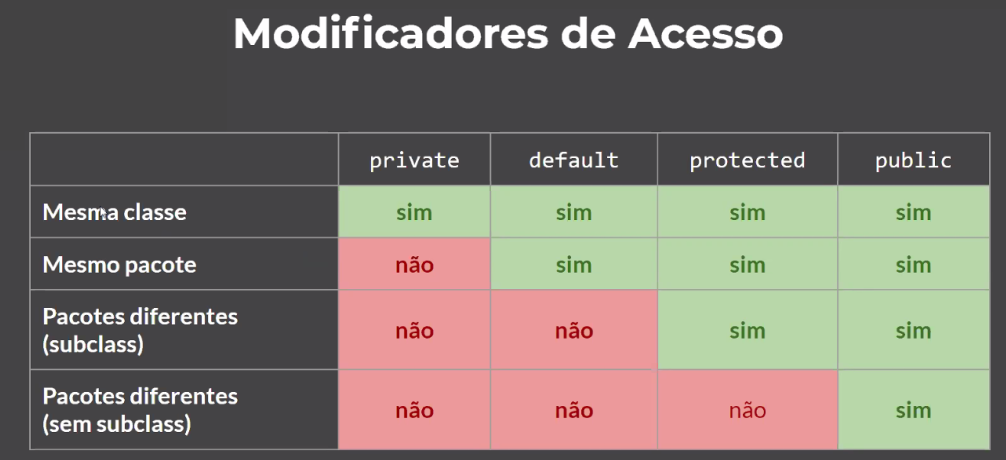 Modificadores de Acesso
private default protected public
Mesma classe sim sim sim sim
Mesmo pacote não sim sim sim
Pacotes diferentes
(subclass) não não sim sim
Pacotes diferentes
(sem subclass) não não não sim